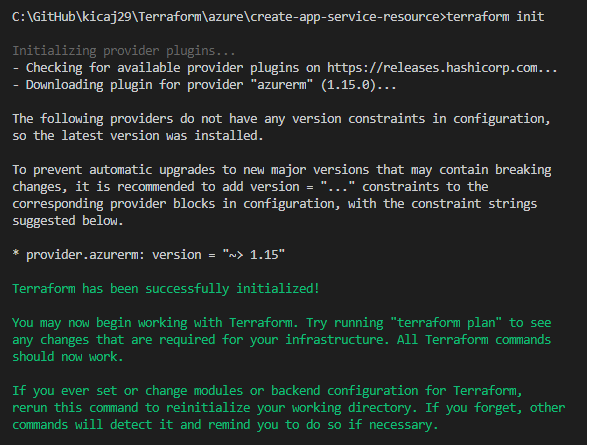 C:\GitHub\kicaj29\Terraform\azure\create-app-service-resource>terraform init
Initializing provider plugins...
- Checking for available provider plugins on https://releases.hashicorp.com...
- Downloading plugin for provider "azurerm" (1.15.0)...
The following providers do not have any version constraints in configuration,
so the latest version was installed.
To prevent automatic upgrades to new major versions that may contain breaking
changes, it is recommended to add version = "..." constraints to the
corresponding provider blocks in configuration, with the constraint strings
suggested below.
* provider.azurerm: version = "~> 1.15"
Terraform has been successfully initialized!
You may now begin working with Terraform. Try running "terraform plan" to see
any changes that are required for your infrastructure. All Terraform commands
should now work.
If you ever set or change modules or backend configuration for Terraform,
rerun this command to reinitialize your working directory. If you forget, other
commands will detect it and remind you to do so if necessary.